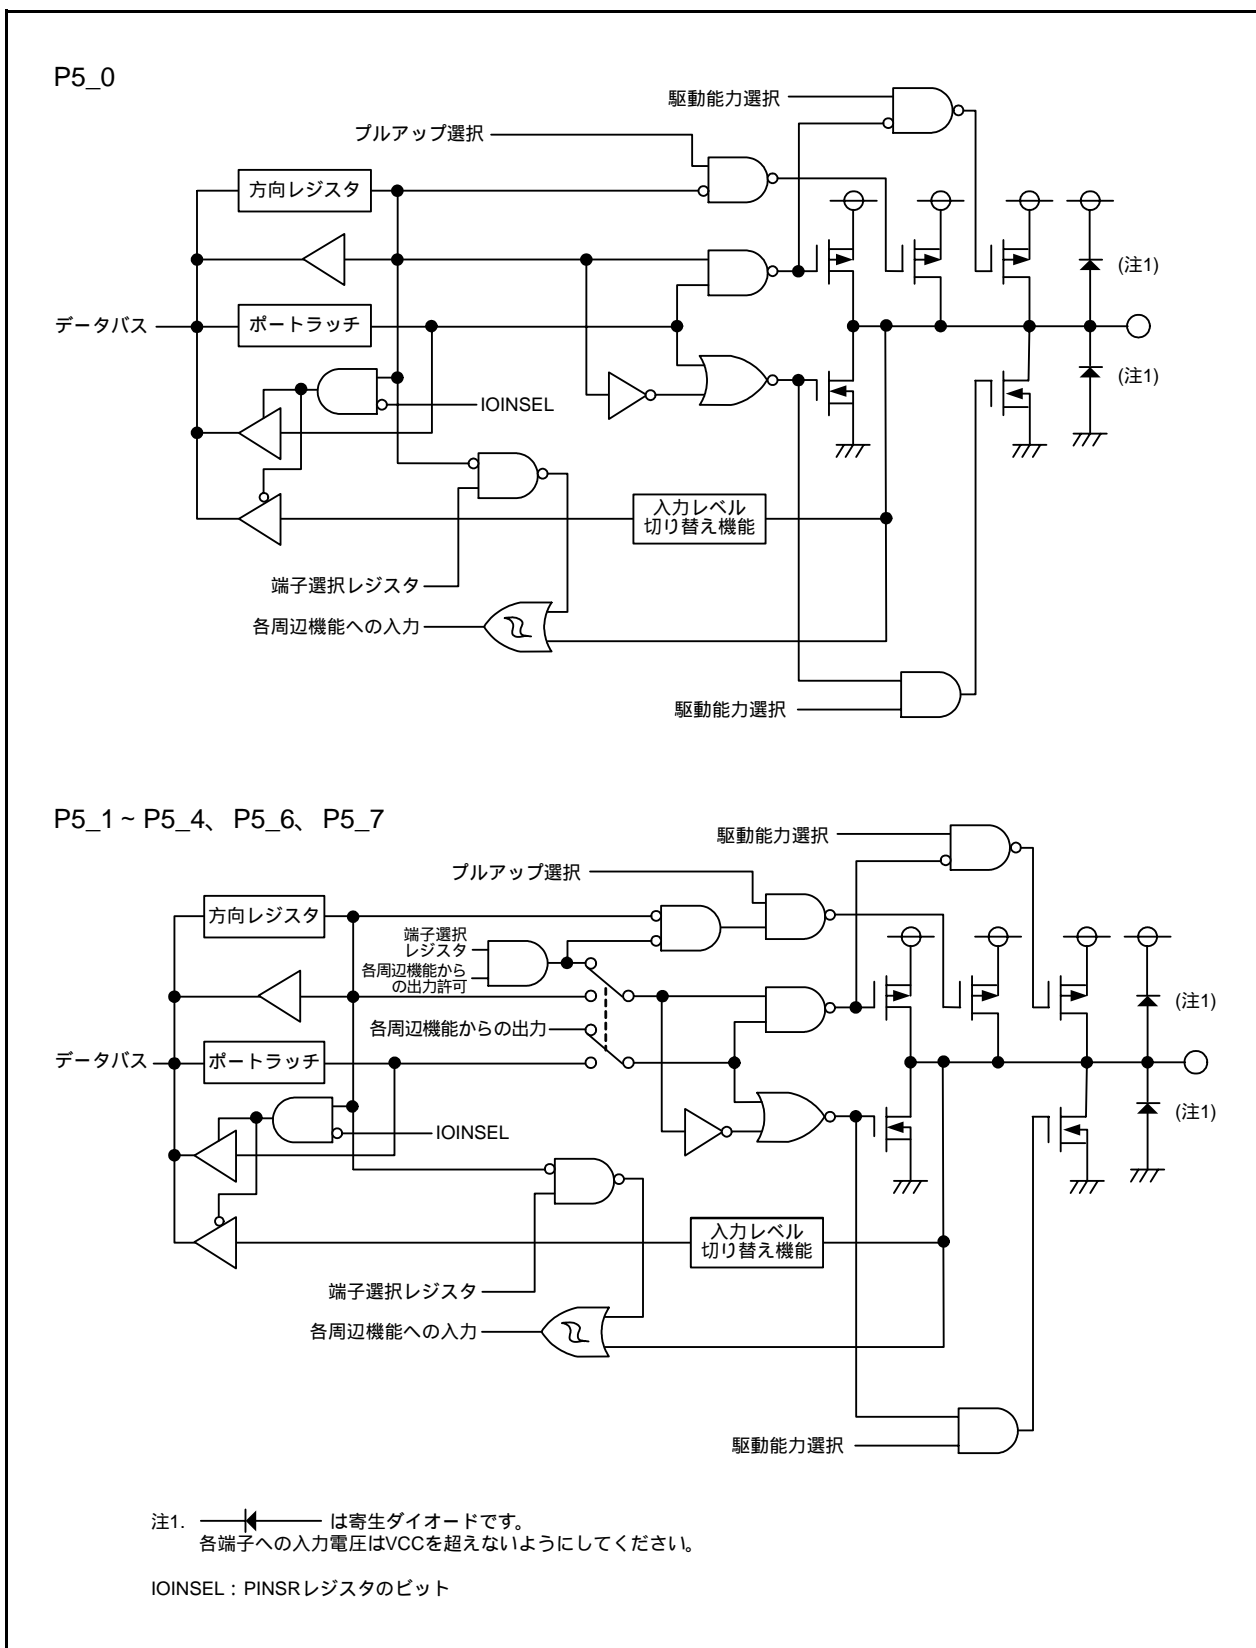 P5_0
駆動能力選択
プルアップ選択
方向レジスタ
(注1)
データバス
ポートラッチ
(注1)
IOINSEL
入力レベル
切り替え機能
端子選択レジスタ
各周辺機能への入力
駆動能力選択
P5_1 ~ P5_4、 P5_6、 P5_7
駆動能力選択
プルアップ選択
方向レジスタ
端子選択
レジスタ
各周辺機能から
の出力許可
(注1)
各周辺機能からの出力
データバス
ポートラッチ
(注1)
IOINSEL
入力レベル
切り替え機能
端子選択レジスタ
各周辺機能への入力
駆動能力選択
注1. は寄生ダイオードです。
各端子への入力電圧はVCCを超えないようにしてください。
IOINSEL : PINSRレジスタのビット